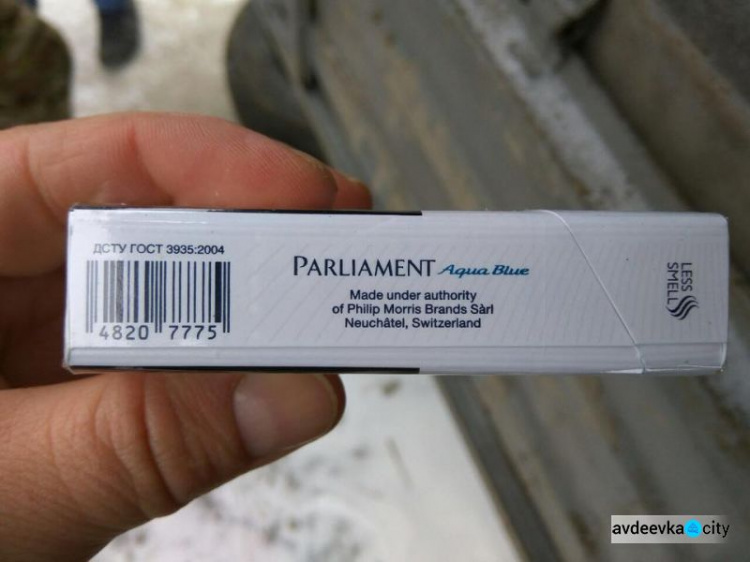 ДСТУ ГОСТ 3935:2004
4820 7775
PARLIAMENT Aqua Blue
Made under authority
of Philip Morris Brands Sàrl
Neuchâtel, Switzerland
LESS
SMELL
avdeevka city